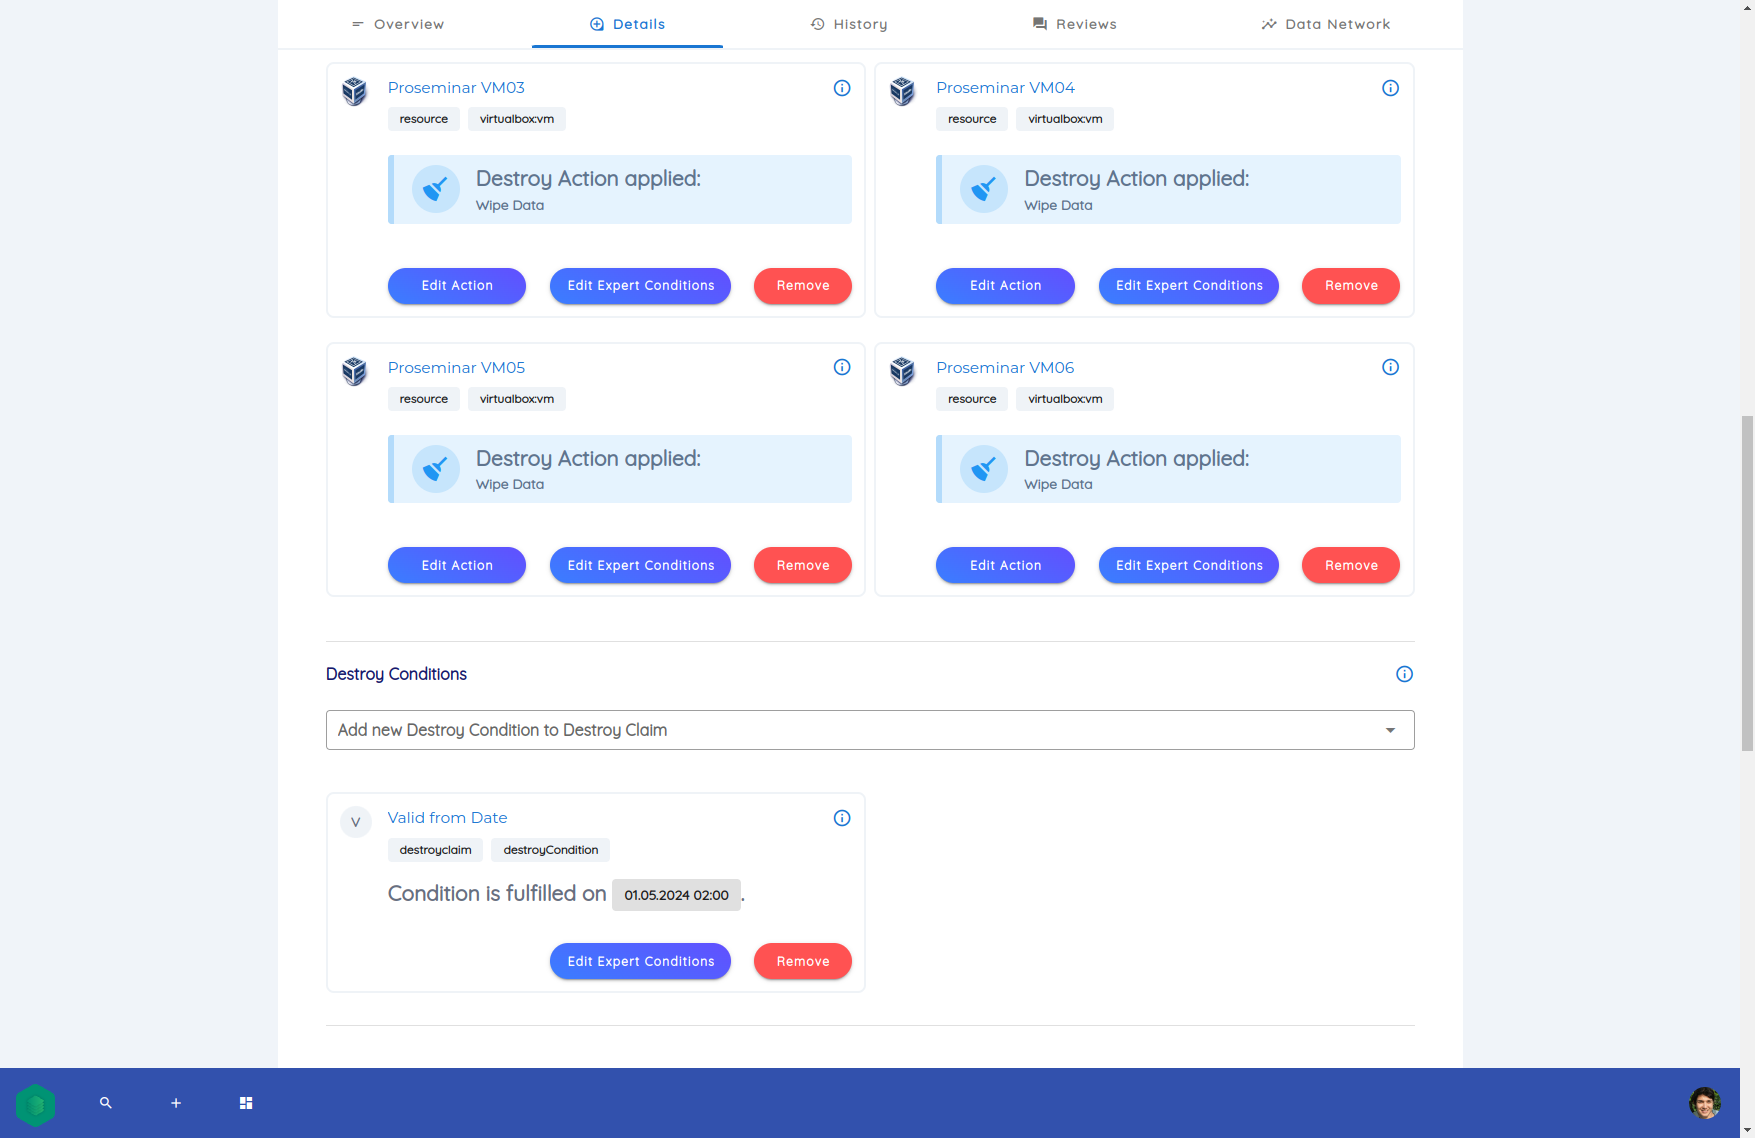 Overview
Details
History
Reviews
Data Network
Proseminar VM03
resource virtualbox:vm
Destroy Action applied:
Wipe Data
Edit Action Edit Expert Conditions Remove
Proseminar VM04
resource virtualbox:vm
Destroy Action applied:
Wipe Data
Edit Action Edit Expert Conditions Remove
Proseminar VM05
resource virtualbox:vm
Destroy Action applied:
Wipe Data
Edit Action Edit Expert Conditions Remove
Proseminar VM06
resource virtualbox:vm
Destroy Action applied:
Wipe Data
Edit Action Edit Expert Conditions Remove
Destroy Conditions
Add new Destroy Condition to Destroy Claim
V
Valid from Date
destroyclaim destroyCondition
Condition is fulfilled on 01.05.2024 02:00.
Edit Expert Conditions Remove